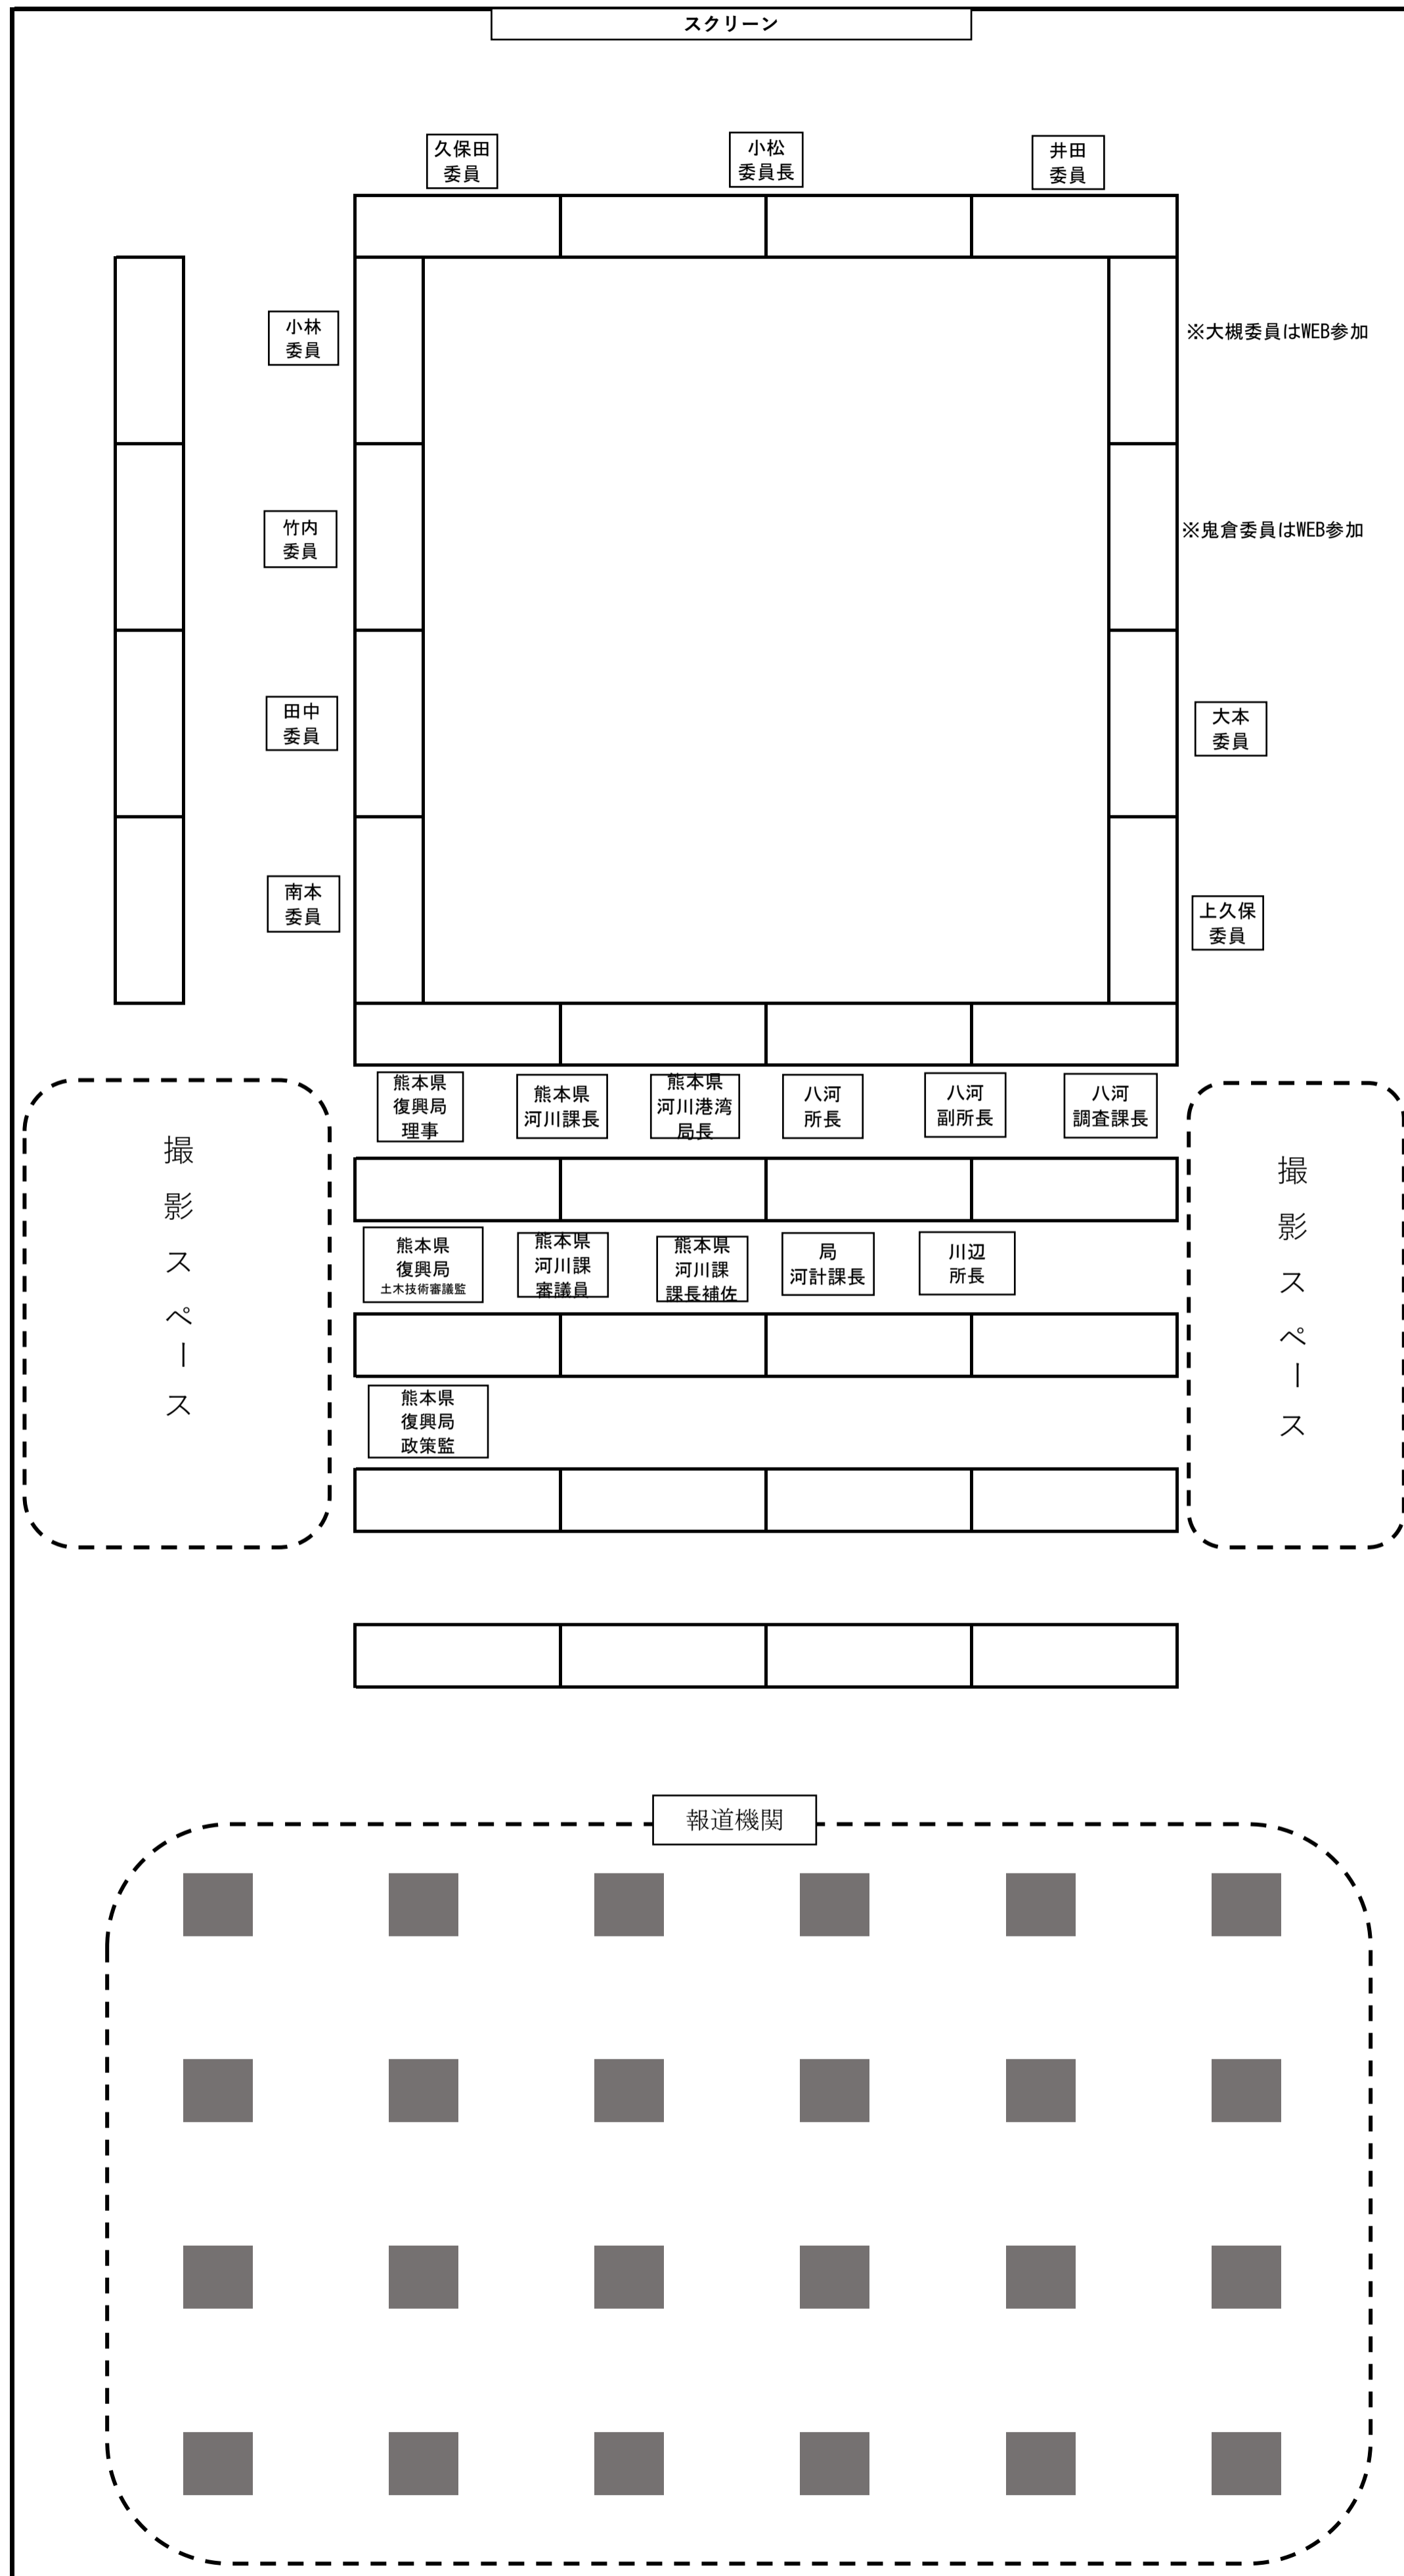 スクリーン
久保田
委員
小松
委員長
井田
委員
小林
委員
※大槻委員はWEB参加
竹内
委員
※鬼倉委員はWEB参加
田中
委員
大本
委員
南本
委員
上久保
委員
熊本県
復興局
理事
熊本県
河川課長
熊本県
河川港湾
局長
八河
所長
八河
副所長
八河
調査課長
撮影スペース
撮影スペース
熊本県
復興局
土木技術審議監
熊本県
河川課
審議員
熊本県
河川課
課長補佐
局
河計課長
川辺
所長
熊本県
復興局
政策監
報道機関